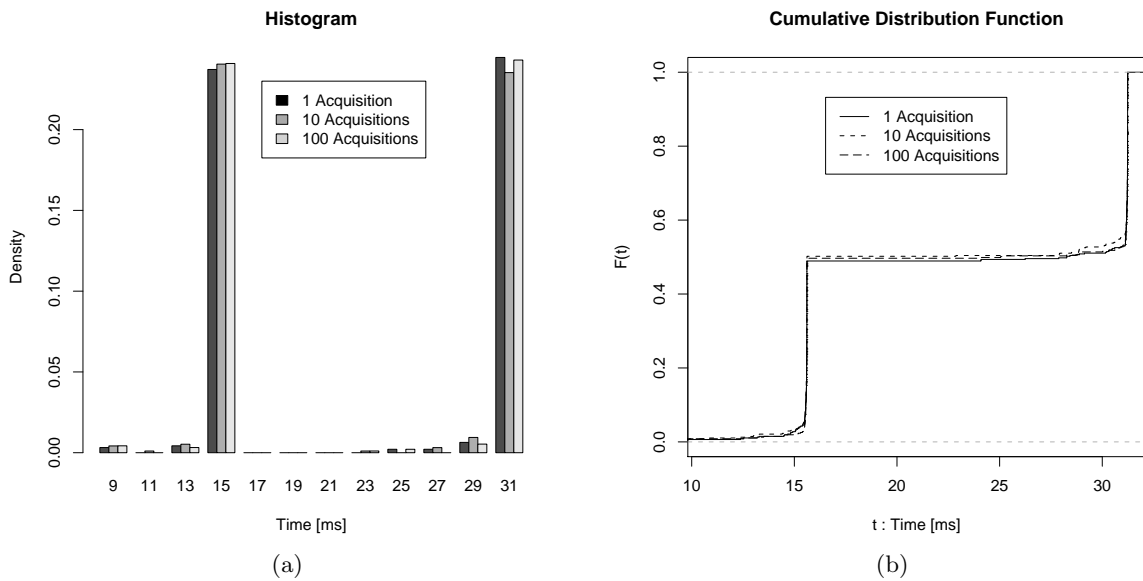 Histogram
Density
0.00
0.05
0.10
0.15
0.20
1 Acquisition
10 Acquisitions
100 Acquisitions
9 11 13 15 17 19 21 23 25 27 29 31
Time [ms]
(a)
Cumulative Distribution Function
F(t)
0.0
0.2
0.4
0.6
0.8
1.0
1 Acquisition
10 Acquisitions
100 Acquisitions
10 15 20 25 30
t : Time [ms]
(b)